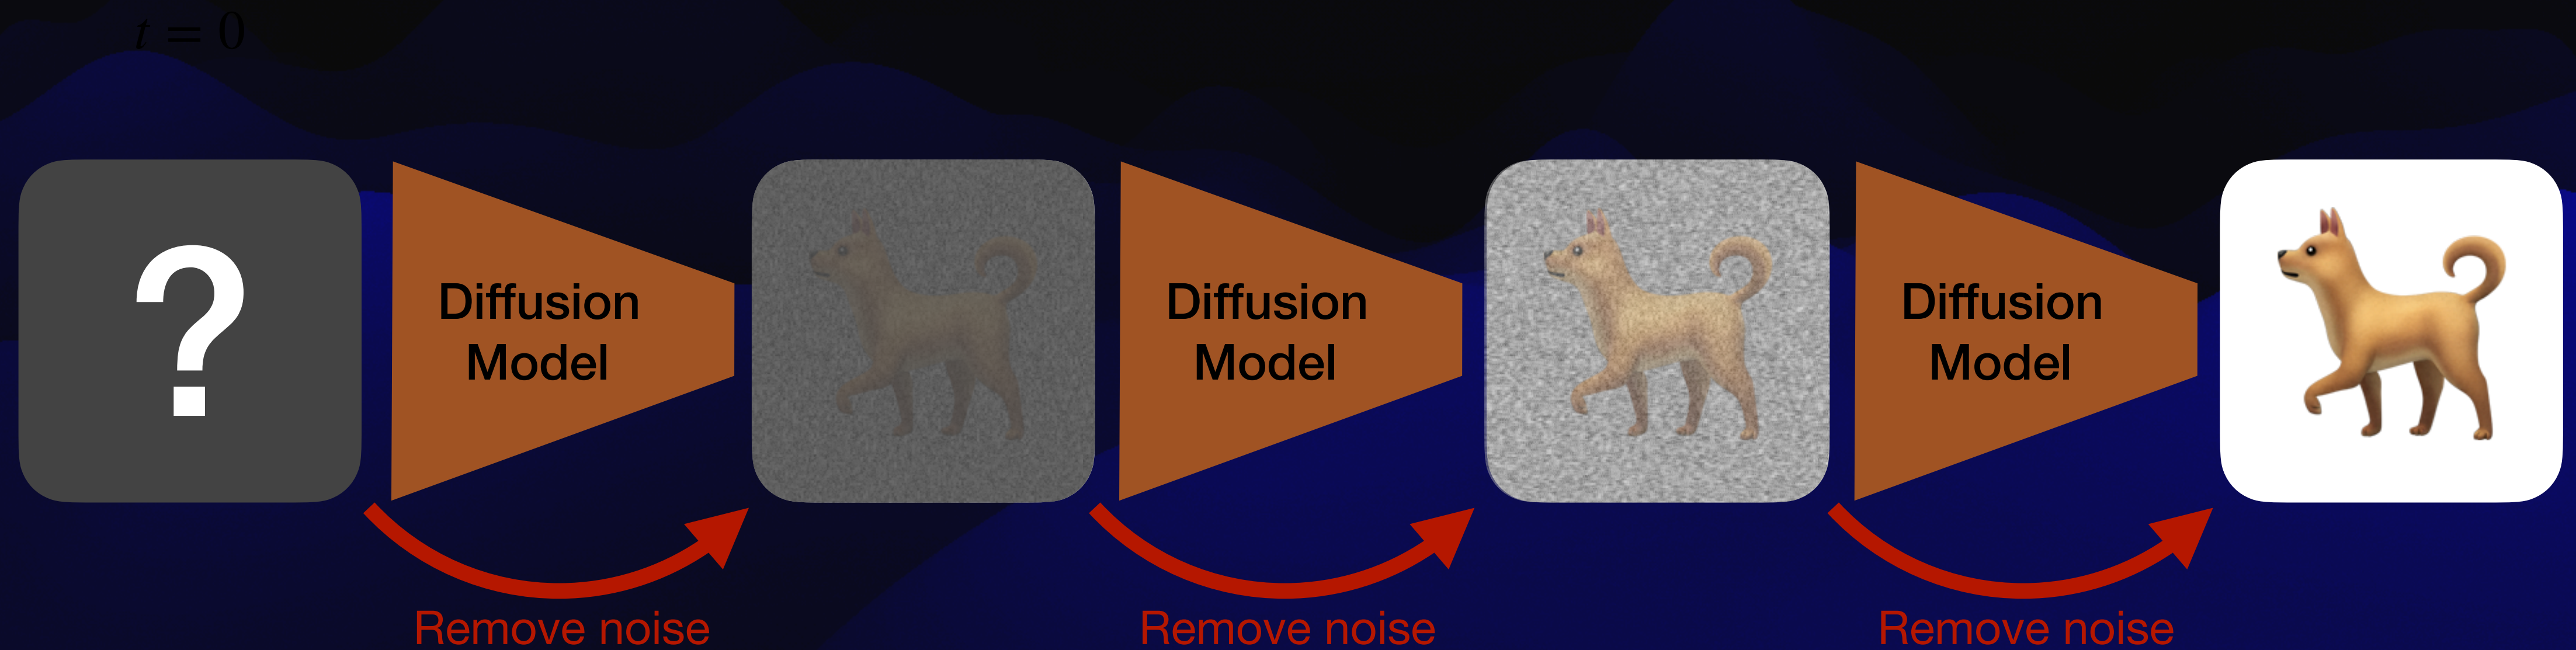 t = 0
?
Diffusion
Model
Diffusion
Model
Diffusion
Model
Remove noise
Remove noise
Remove noise